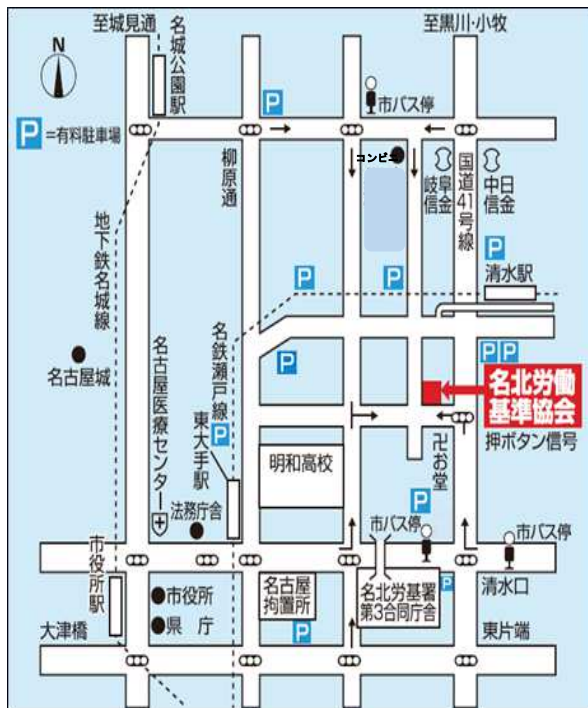 至城見通
至黒川・小牧
N
名城公園駅
P
市バス停
P=有料駐車場
コンビニ
柳原通
岐阜
信金
国道41号線
中日
信金
地下鉄名城線
P
清水駅
P
P
名鉄瀬戸線
P
P P
名古屋城
名古屋医療センター
P
東大手駅
名北労働
基準協会
押ボタン信号
明和高校
卍お堂
法務庁舎
P
市バス停
市バス停
市役所駅
清水口
市役所
県 庁
名古屋
拘置所
名北労基署
第3合同庁舎
P
大津橋
P
東片端